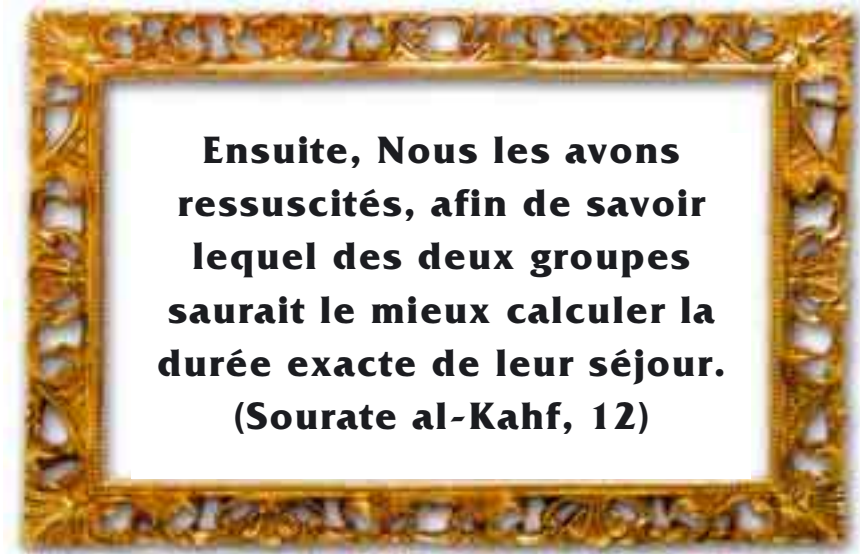 Ensuite, Nous les avons
ressuscités, afin de savoir
lequel des deux groupes
saurait le mieux calculer la
durée exacte de leur séjour.
(Sourate al-Kahf, 12)